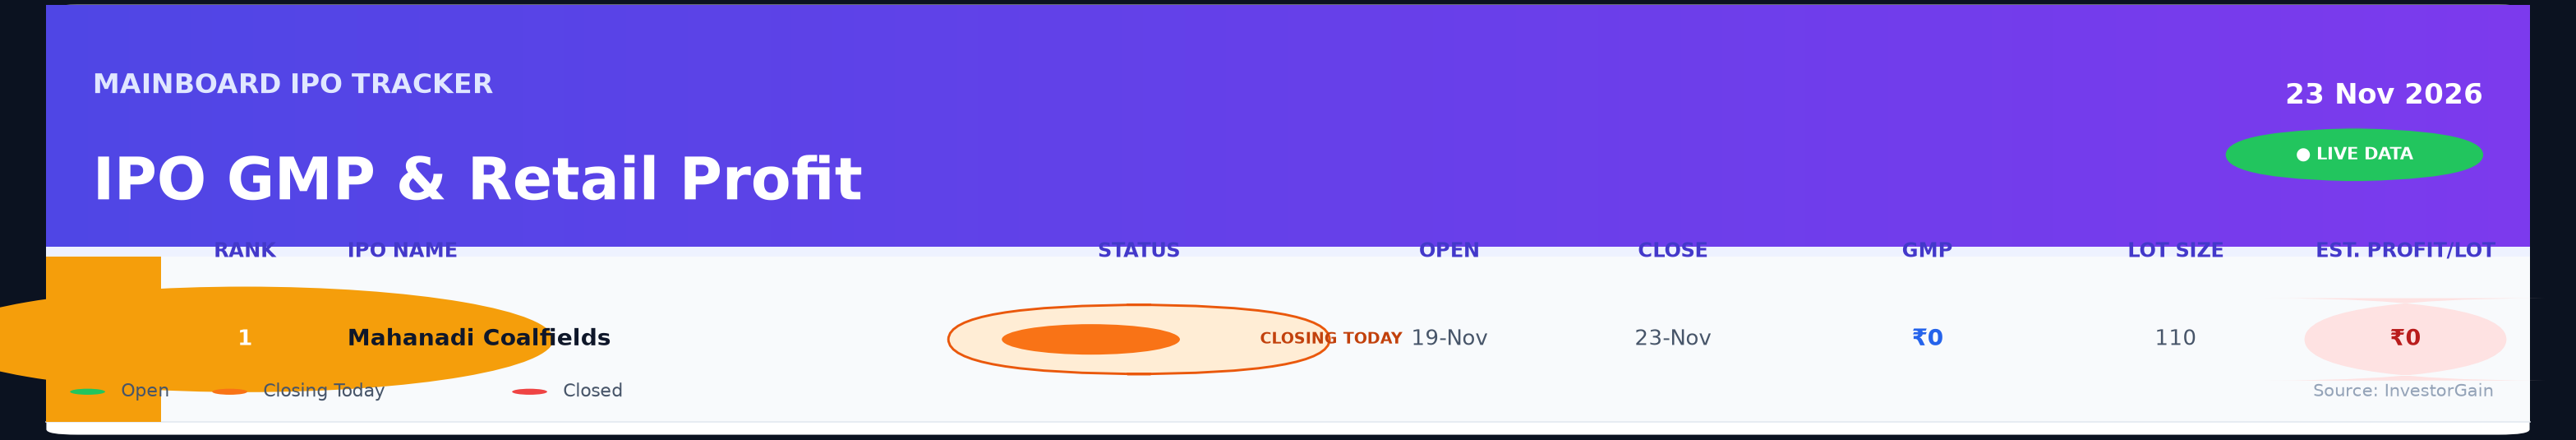 MAINBOARD IPO TRACKER
23 Nov 2026
IPO GMP & Retail Profit
● LIVE DATA
RANK IPO NAME STATUS OPEN CLOSE GMP LOT SIZE EST. PROFIT/LOT
1 Mahanadi Coalfields CLOSING TODAY 19-Nov 23-Nov ₹0 110 ₹0
Open Closing Today Closed Source: InvestorGain